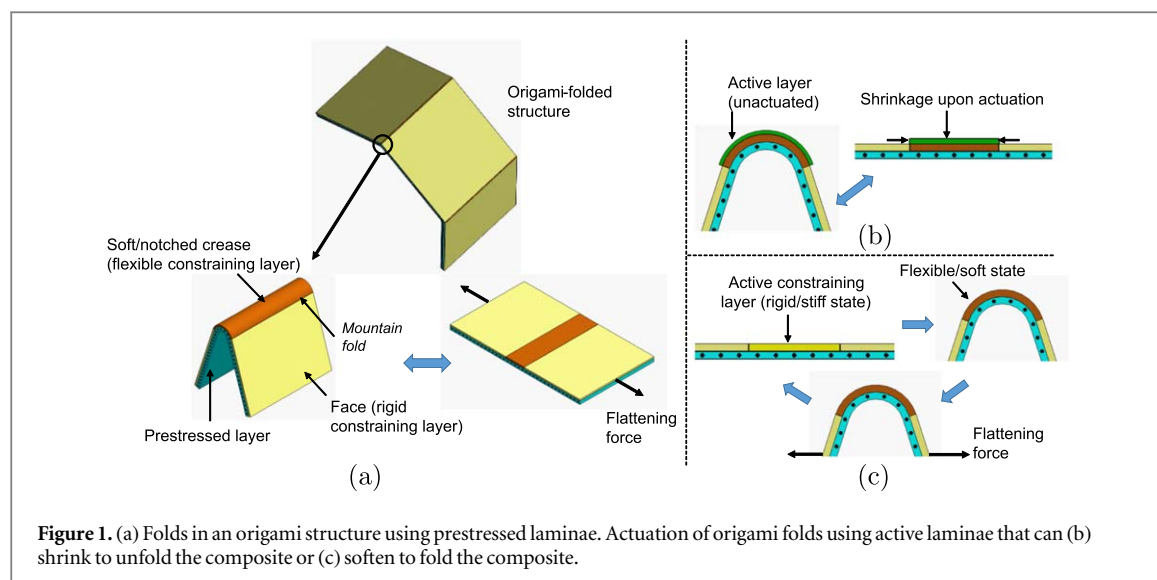 Origami-folded
structure
Soft/notched crease
(flexible constraining layer)
Mountain
fold
Face (rigid
constraining layer)
Prestressed layer
Flattening
force
(a)
Active layer
(unactuated)
Shrinkage upon actuation
(b)
Active constraining
layer (rigid/stiff state)
Flexible/soft state
Flattening
force
(c)
Figure 1. (a) Folds in an origami structure using prestressed laminae. Actuation of origami folds using active laminae that can (b)
shrink to unfold the composite or (c) soften to fold the composite.